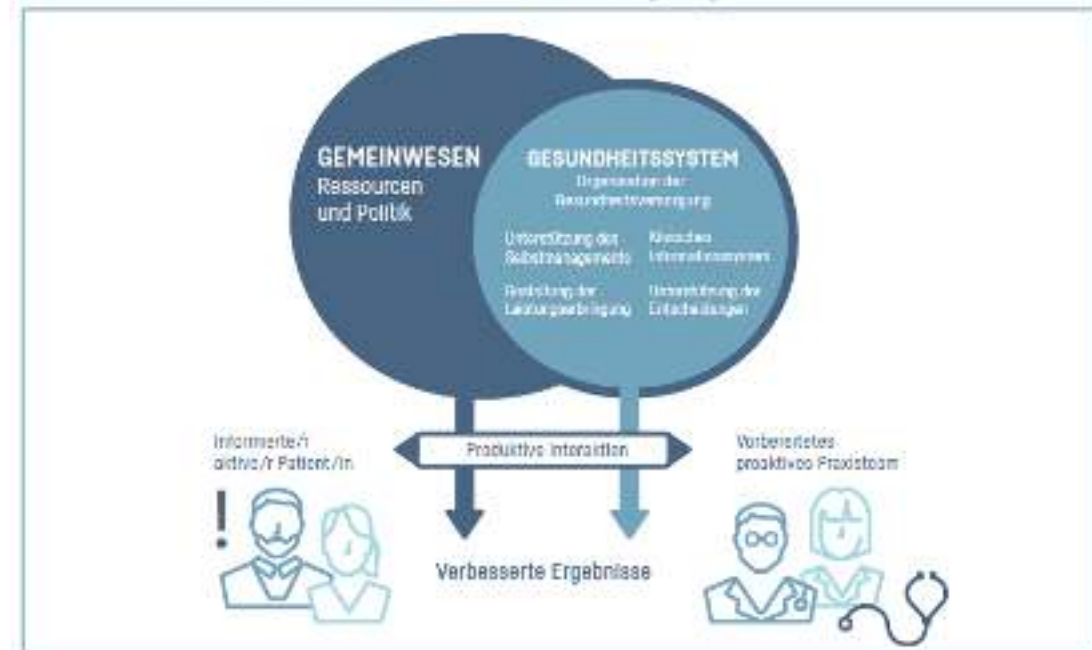 GEMEINWESEN
Ressourcen
und Politik
GESUNDHEITSSYSTEM
Organisation der
Gesundheitsversorgung
Unterstützung des
Selbstmanagements
Klinisches
Informationssystem
Gestaltung der
Leistungserbringung
Unterstützung der
Entscheidungen
Informierte/r
aktive/r Patient/in
Produktive Interaktion
Vorbereitetes
proaktives Praxisteam
!
Verbesserte Ergebnisse